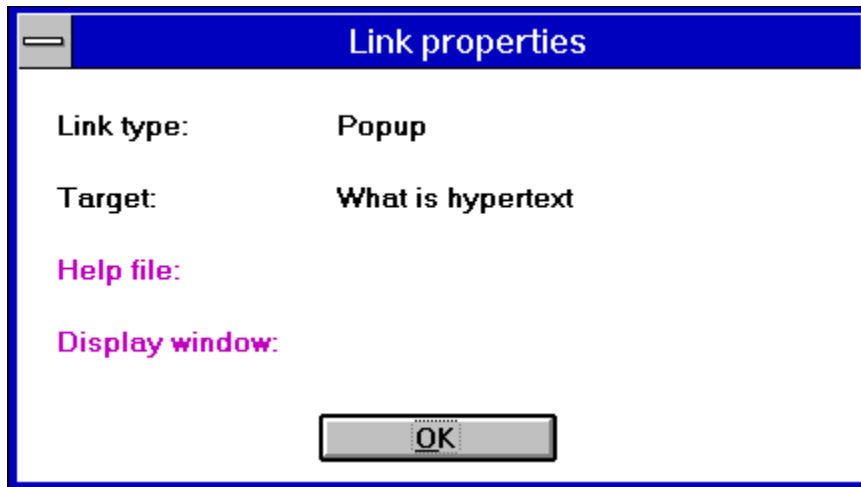 Link properties
Link type: Popup
Target: What is hypertext
Help file:
Display window:
OK